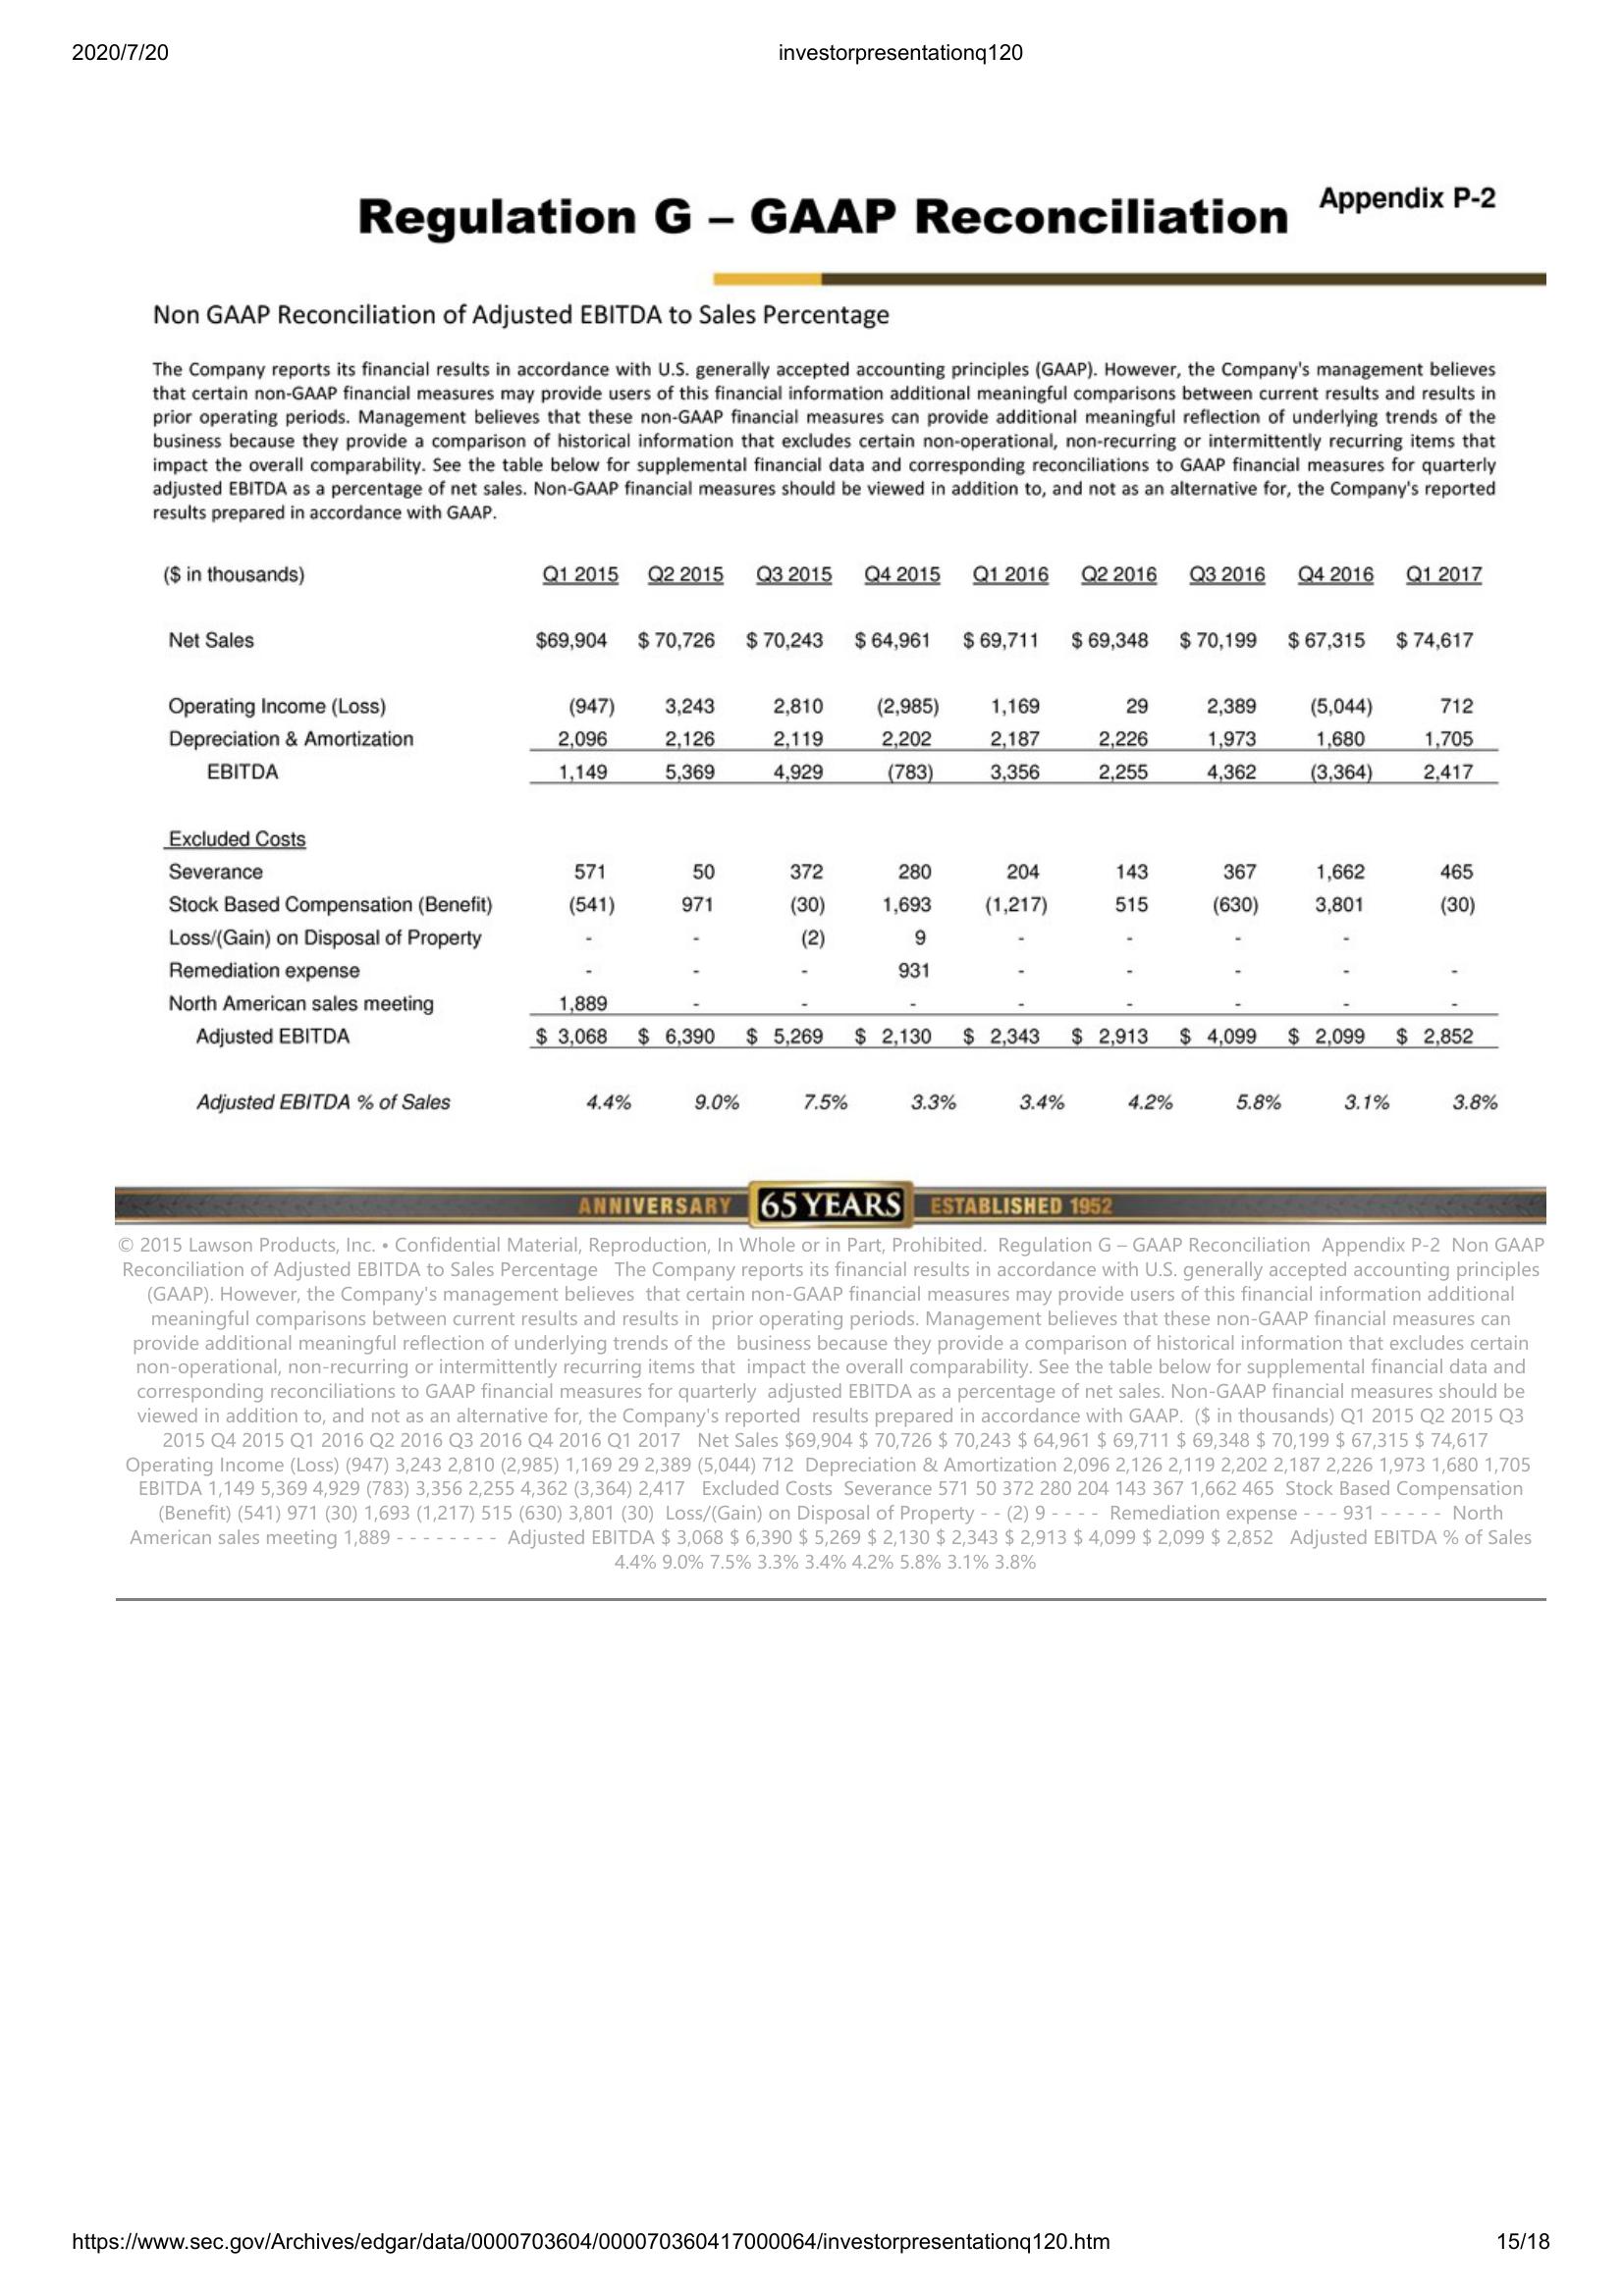 2020/7/20 investorpresentationq120
Appendix P-2
Regulation G – GAAP Reconciliation
Non GAAP Reconciliation of Adjusted EBITDA to Sales Percentage
The Company reports its financial results in accordance with U.S. generally accepted accounting principles (GAAP). However, the Company's management believes
that certain non-GAAP financial measures may provide users of this financial information additional meaningful comparisons between current results and results in
prior operating periods. Management believes that these non-GAAP financial measures can provide additional meaningful reflection of underlying trends of the
business because they provide a comparison of historical information that excludes certain non-operational, non-recurring or intermittently recurring items that
impact the overall comparability. See the table below for supplemental financial data and corresponding reconciliations to GAAP financial measures for quarterly
adjusted EBITDA as a percentage of net sales. Non-GAAP financial measures should be viewed in addition to, and not as an alternative for, the Company's reported
results prepared in accordance with GAAP.
($ in thousands) Q1 2015 Q2 2015 Q3 2015 Q4 2015 Q1 2016 Q2 2016 Q3 2016 Q4 2016 Q1 2017
Net Sales $69,904 $ 70,726 $ 70,243 $ 64,961 $ 69,711 $ 69,348 $ 70,199 $ 67,315 $ 74,617
Operating Income (Loss) (947) 3,243 2,810 (2,985) 1,169 29 2,389 (5,044) 712
Depreciation & Amortization 2,096 2,126 2,119 2,202 2,187 2,226 1,973 1,680 1,705
EBITDA 1,149 5,369 4,929 (783) 3,356 2,255 4,362 (3,364) 2,417
Excluded Costs
Severance 571 50 372 280 204 143 367 1,662 465
Stock Based Compensation (Benefit) (541) 971 (30) 1,693 (1,217) 515 (630) 3,801 (30)
Loss/(Gain) on Disposal of Property - - (2) 9 - - - -
Remediation expense - - - 931 - - - - -
North American sales meeting 1,889 - - - - - - - -
Adjusted EBITDA $ 3,068 $ 6,390 $ 5,269 $ 2,130 $ 2,343 $ 2,913 $ 4,099 $ 2,099 $ 2,852
Adjusted EBITDA % of Sales 4.4% 9.0% 7.5% 3.3% 3.4% 4.2% 5.8% 3.1% 3.8%
ANNIVERSARY 65 YEARS ESTABLISHED 1952
© 2015 Lawson Products, Inc. • Confidential Material, Reproduction, In Whole or in Part, Prohibited. Regulation G – GAAP Reconciliation Appendix P-2 Non GAAP
Reconciliation of Adjusted EBITDA to Sales Percentage The Company reports its financial results in accordance with U.S. generally accepted accounting principles
(GAAP). However, the Company's management believes that certain non-GAAP financial measures may provide users of this financial information additional
meaningful comparisons between current results and results in prior operating periods. Management believes that these non-GAAP financial measures can
provide additional meaningful reflection of underlying trends of the business because they provide a comparison of historical information that excludes certain
non-operational, non-recurring or intermittently recurring items that impact the overall comparability. See the table below for supplemental financial data and
corresponding reconciliations to GAAP financial measures for quarterly adjusted EBITDA as a percentage of net sales. Non-GAAP financial measures should be
viewed in addition to, and not as an alternative for, the Company's reported results prepared in accordance with GAAP. ($ in thousands) Q1 2015 Q2 2015 Q3
2015 Q4 2015 Q1 2016 Q2 2016 Q3 2016 Q4 2016 Q1 2017 Net Sales $69,904 $ 70,726 $ 70,243 $ 64,961 $ 69,711 $ 69,348 $ 70,199 $ 67,315 $ 74,617
Operating Income (Loss) (947) 3,243 2,810 (2,985) 1,169 29 2,389 (5,044) 712 Depreciation & Amortization 2,096 2,126 2,119 2,202 2,187 2,226 1,973 1,680 1,705
EBITDA 1,149 5,369 4,929 (783) 3,356 2,255 4,362 (3,364) 2,417 Excluded Costs Severance 571 50 372 280 204 143 367 1,662 465 Stock Based Compensation
(Benefit) (541) 971 (30) 1,693 (1,217) 515 (630) 3,801 (30) Loss/(Gain) on Disposal of Property - - (2) 9 - - - - Remediation expense - - - 931 - - - - - North
American sales meeting 1,889 - - - - - - - - Adjusted EBITDA $ 3,068 $ 6,390 $ 5,269 $ 2,130 $ 2,343 $ 2,913 $ 4,099 $ 2,099 $ 2,852 Adjusted EBITDA % of Sales
4.4% 9.0% 7.5% 3.3% 3.4% 4.2% 5.8% 3.1% 3.8%
https://www.sec.gov/Archives/edgar/data/0000703604/000070360417000064/investorpresentationq120.htm 15/18